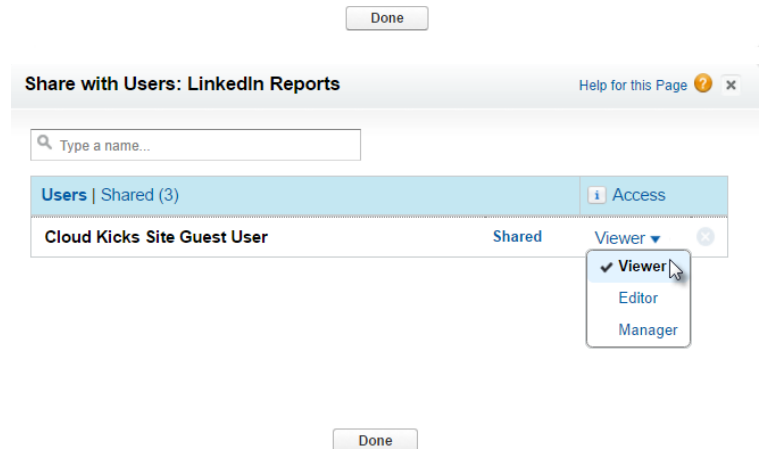 Done
Share with Users: LinkedIn Reports Help for this Page ? x
Type a name...
Users | Shared (3) i Access
Cloud Kicks Site Guest User Shared Viewer
Viewer
Editor
Manager
Done